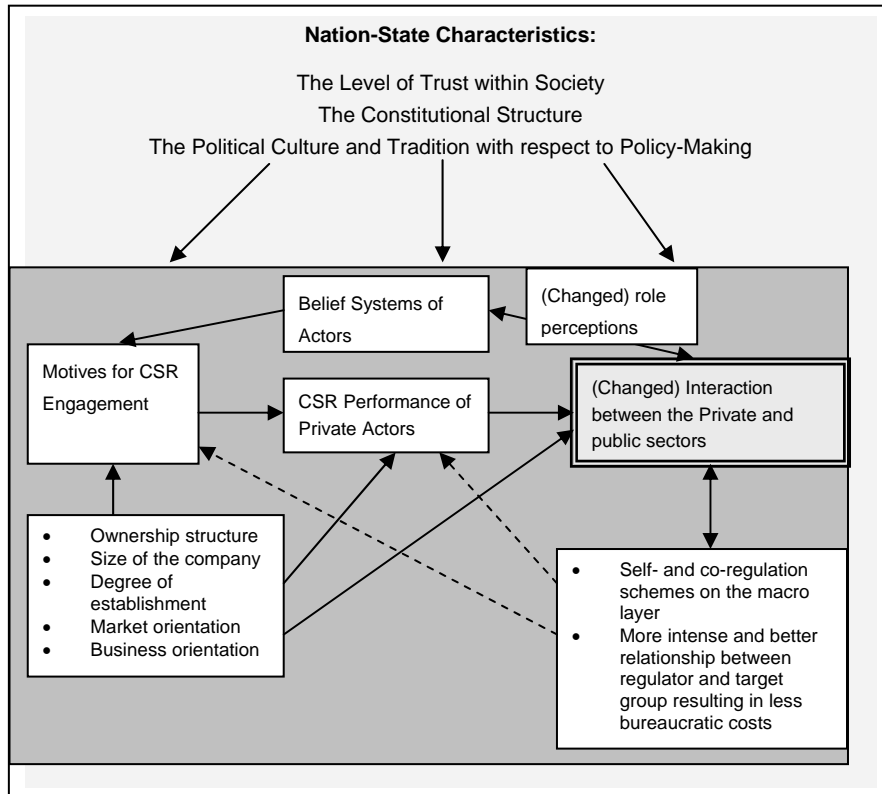 Nation-State Characteristics:
The Level of Trust within Society
The Constitutional Structure
The Political Culture and Tradition with respect to Policy-Making
Belief Systems of
Actors
(Changed) role
perceptions
Motives for CSR
Engagement
CSR Performance of
Private Actors
(Changed) Interaction
between the Private and
public sectors
• Ownership structure
• Size of the company
• Degree of
establishment
• Market orientation
• Business orientation
• Self- and co-regulation
schemes on the macro
layer
• More intense and better
relationship between
regulator and target
group resulting in less
bureaucratic costs